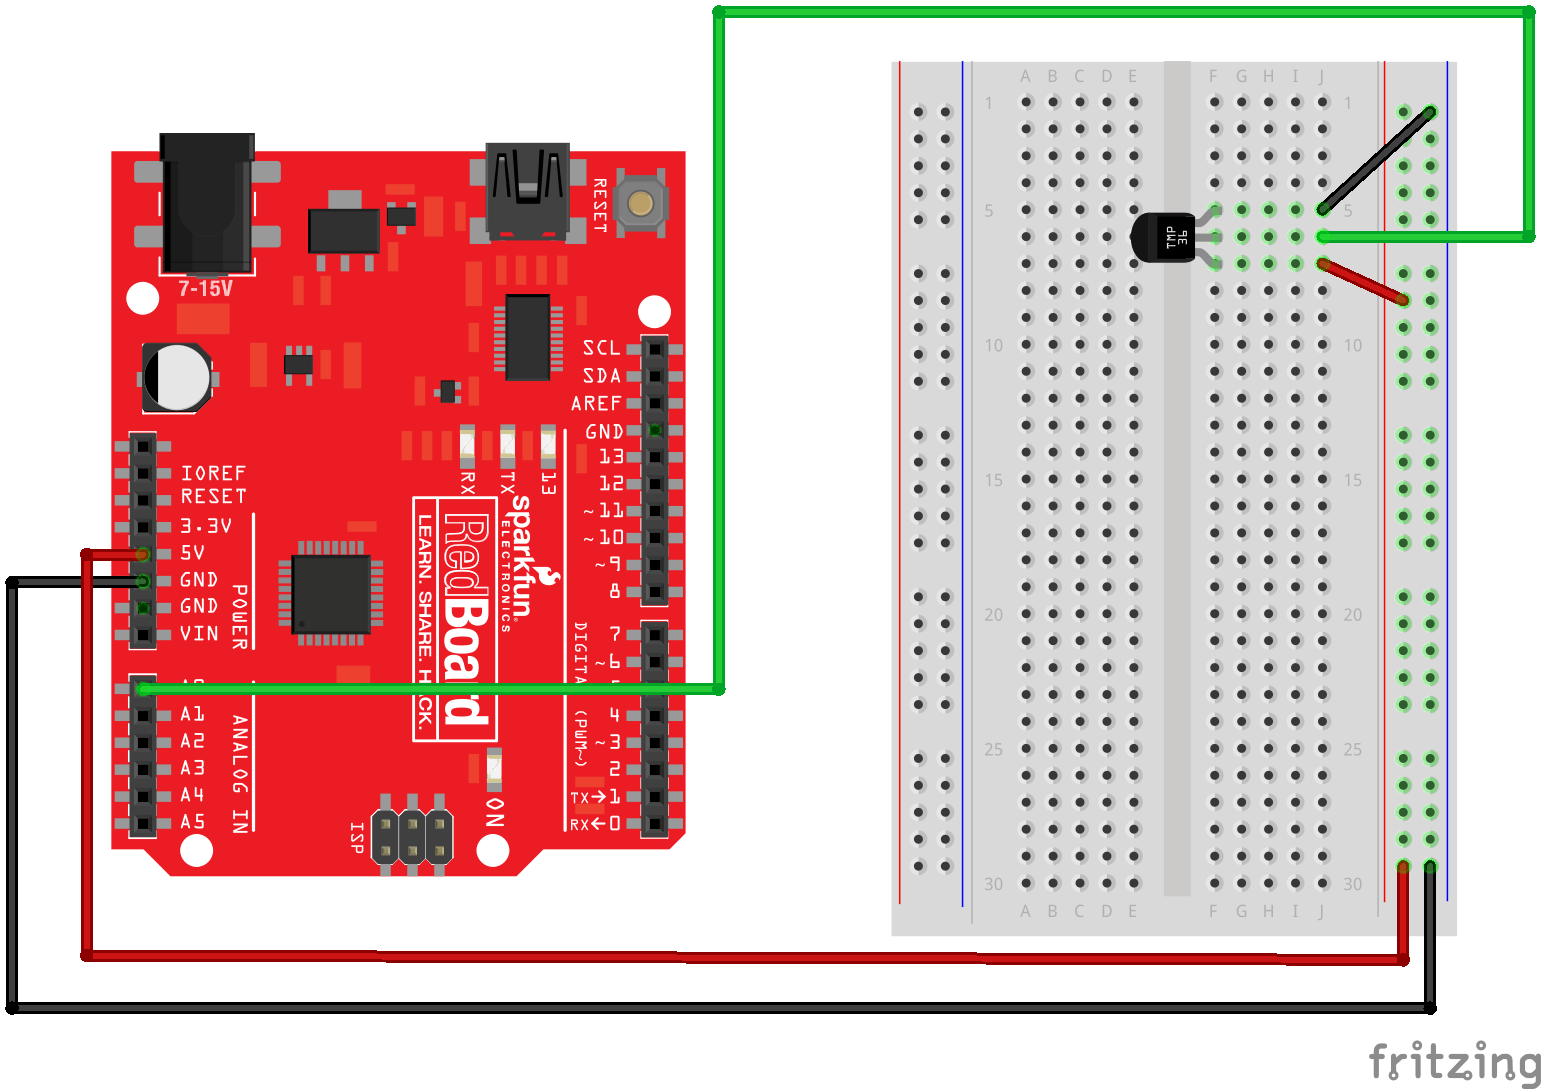 7-15V
RESET
SCL
SDA
AREF
GND
13
12
~11
~10
~9
8
7
~6
4
~3
2
TX→1
RX←0
DIGITA
(PWM~)
IOREF
RESET
3.3V
5V
GND
GND
VIN
POWER
A1
A2
A3
A4
A5
ANALOG IN
RX
TX
13
sparkfun
ELECTRONICS
RedBoard
LEARN. SHARE. HACK.
ISP
ON
A B C D E F G H I J
1 1
5 5
10 10
15 15
20 20
25 25
30 30
A B C D E F G H I J
TMP
36
fritzing